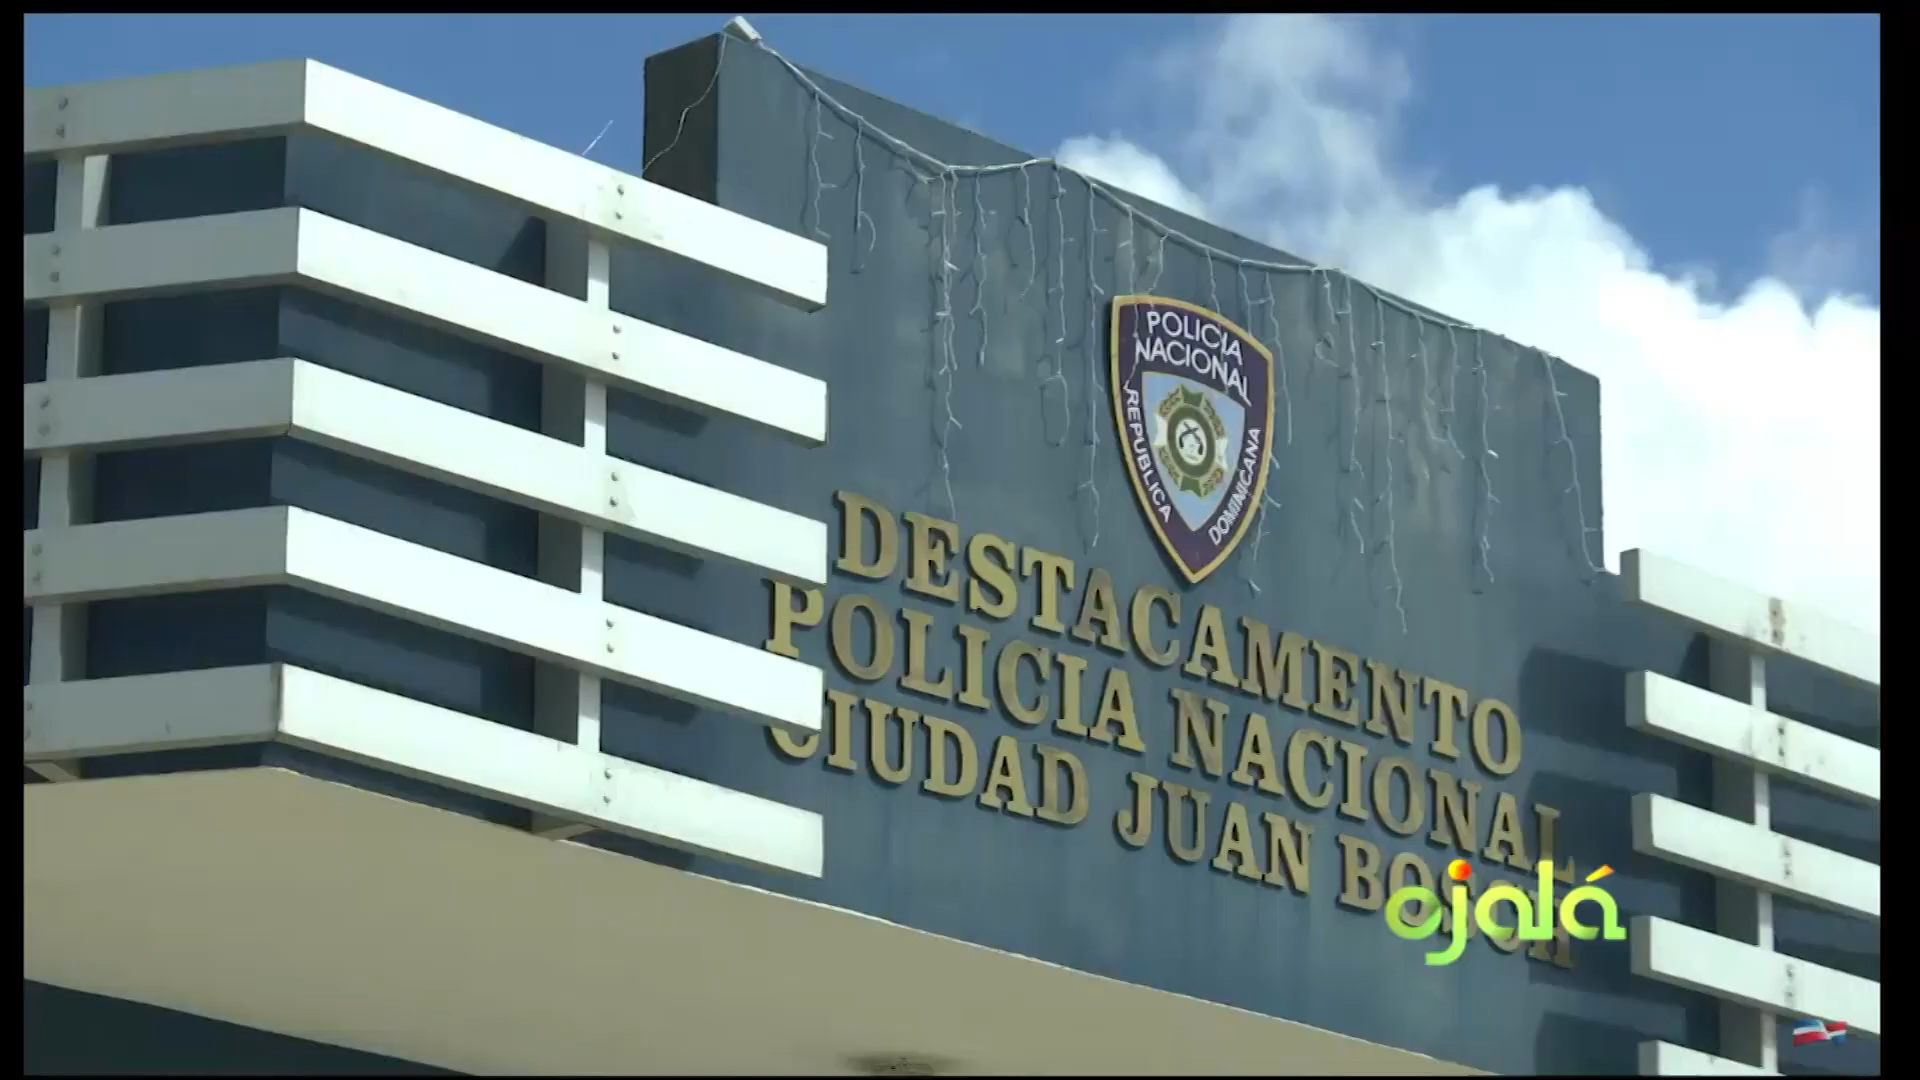 POLICIA
NACIONAL
REPUBLICA
DOMINICANA
DESTACAMENTO
POLICIA NACIONAL
CIUDAD JUAN BOSCH
ojalá